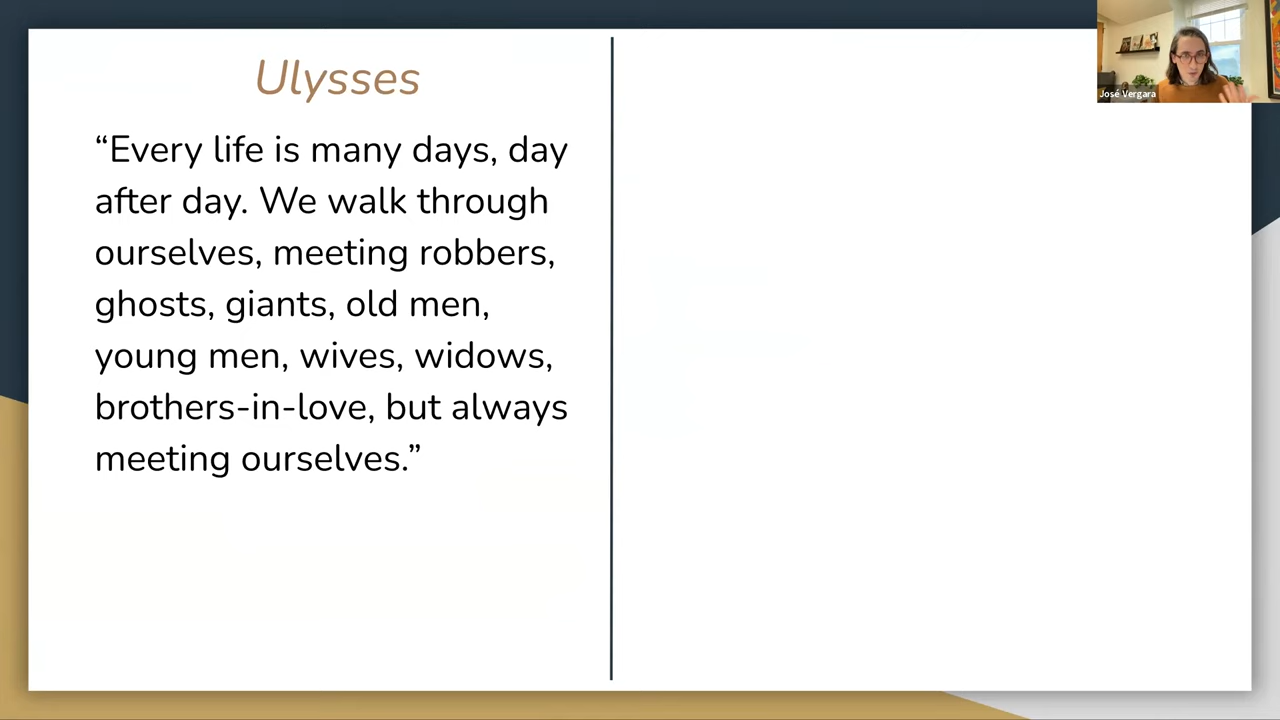 Ulysses
“Every life is many days, day
after day. We walk through
ourselves, meeting robbers,
ghosts, giants, old men,
young men, wives, widows,
brothers-in-love, but always
meeting ourselves.”
José Vergara